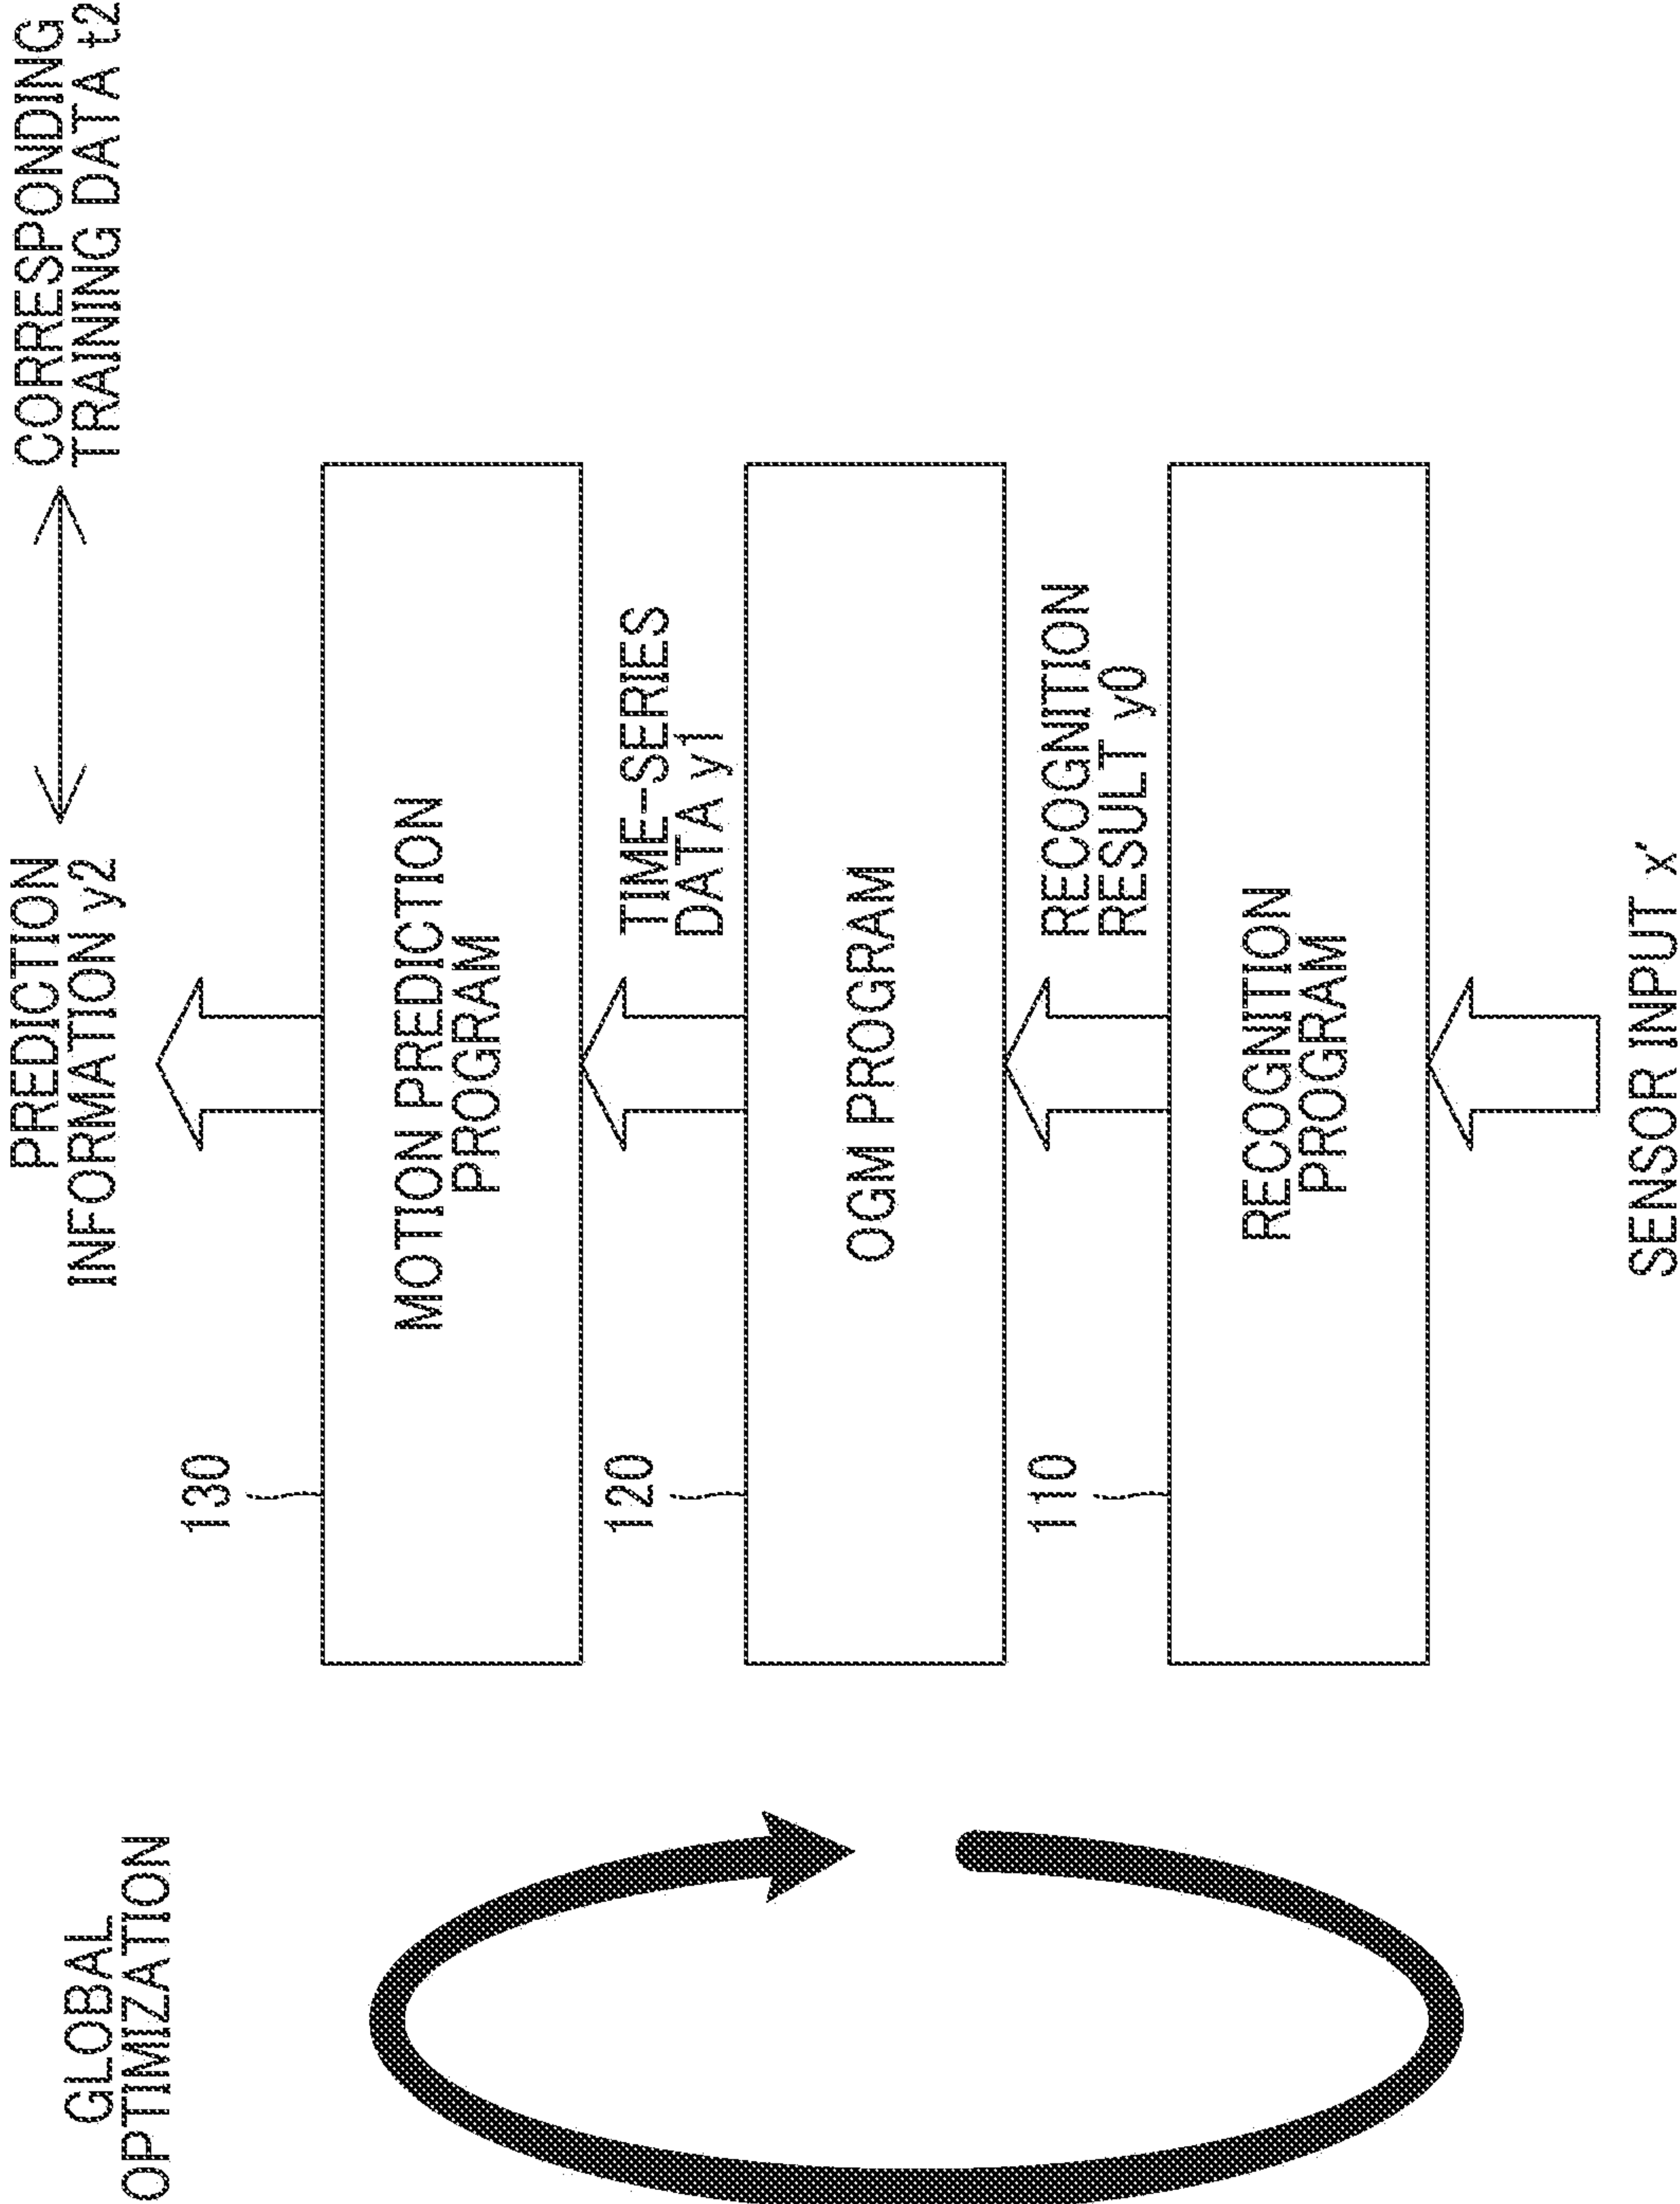 GLOBAL
OPTIMIZATION
PREDICTION
INFORMATION y2
CORRESPONDING
TRAINING DATA t2
130
MOTION PREDICTION
PROGRAM
TIME-SERIES
DATA y1
120
OGM PROGRAM
RECOGNITION
RESULT y0
110
RECOGNITION
PROGRAM
SENSOR INPUT x'